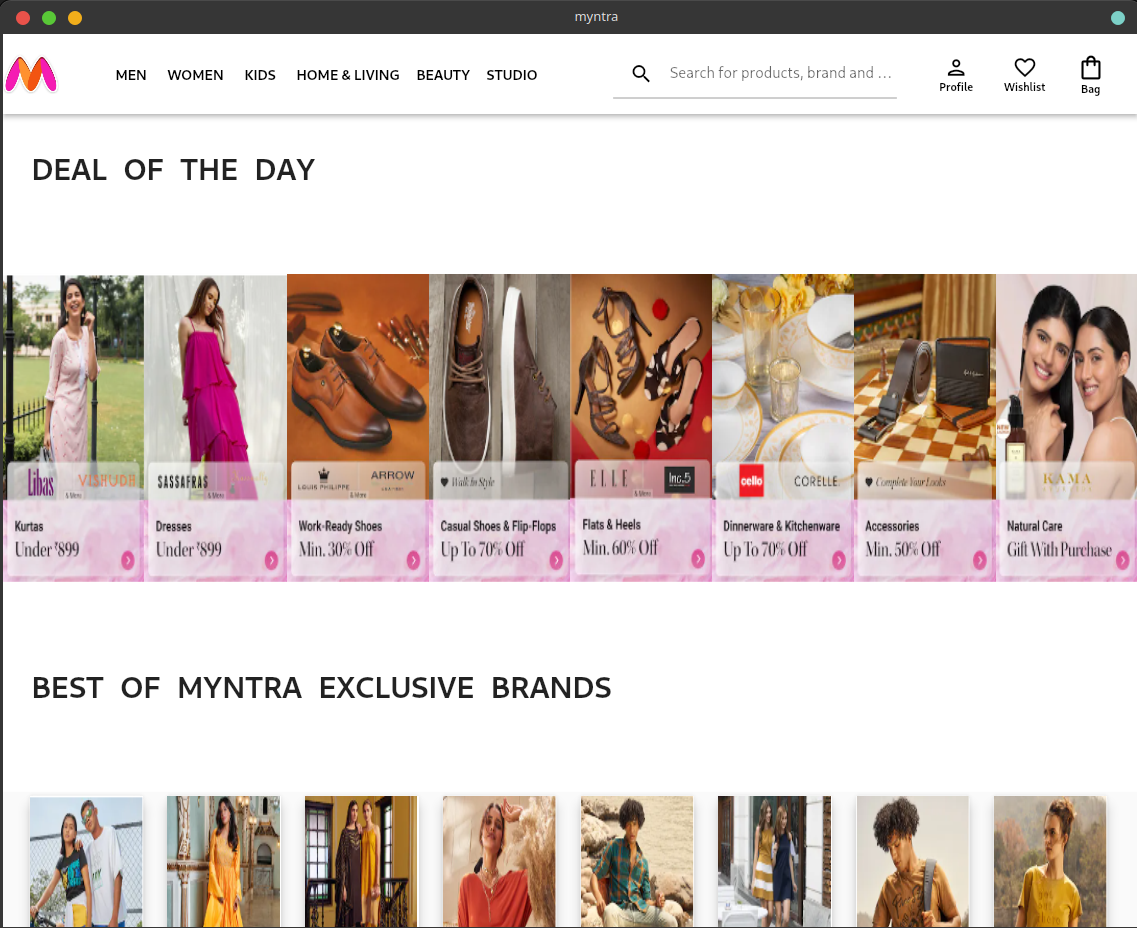 myntra
MEN WOMEN KIDS HOME & LIVING BEAUTY STUDIO
Search for products, brand and ...
Profile
Wishlist
Bag
DEAL OF THE DAY
Libas VISHUDH
& More
Kurtas
Under ₹899
SASSAFRAS
& More
Dresses
Under ₹899
LOUIS PHILIPPE ARROW
& More
Work-Ready Shoes
Min. 30% Off
Walk In Style
Casual Shoes & Flip-Flops
Up To 70% Off
ELLE Inc.5
& More
Flats & Heels
Min. 60% Off
cello CORELLE
Dinnerware & Kitchenware
Up To 70% Off
Complete Your Looks
Accessories
Min. 50% Off
NEW
KAMA
Natural Care
Gift With Purchase
BEST OF MYNTRA EXCLUSIVE BRANDS